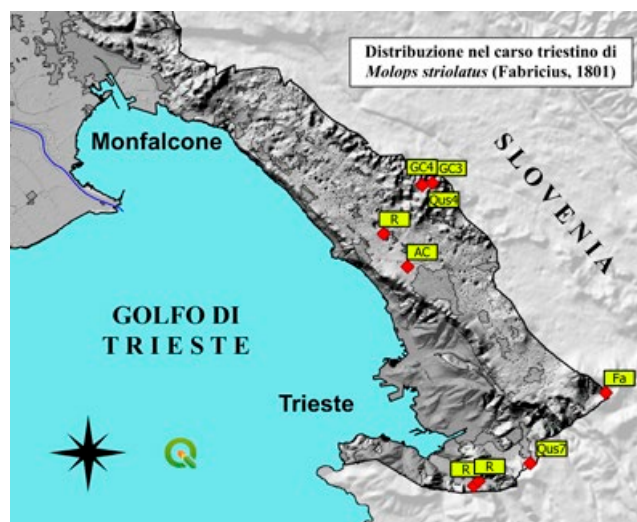 Distribuzione nel carso triestino di
Molops striolatus (Fabricius, 1801)
Monfalcone
SLOVENIA
GC4 GC3
Qus4
R
AC
GOLFO DI
TRIESTE
Trieste
Fa
Qus7
R R